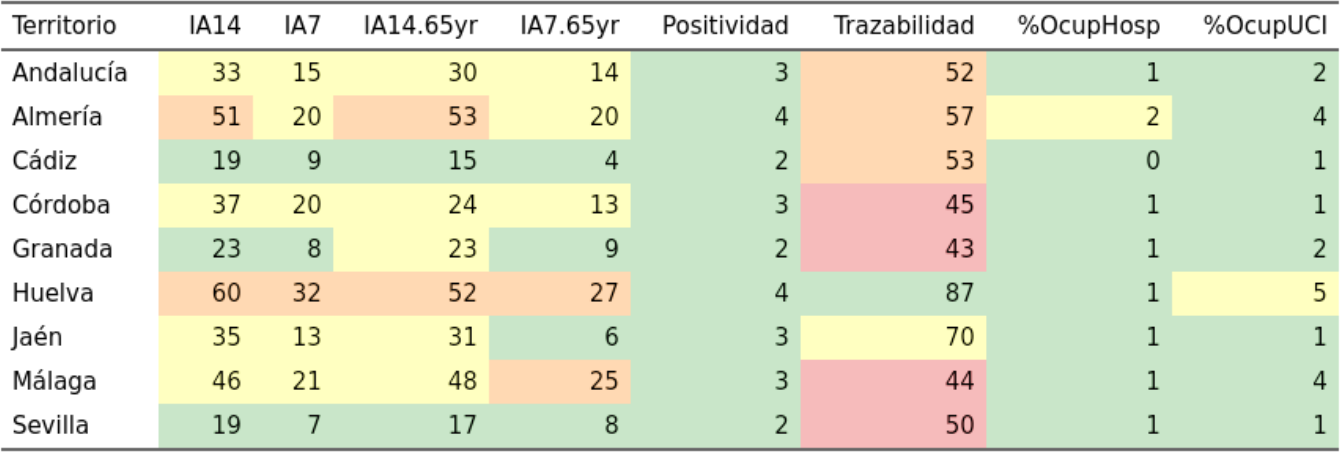 Territorio IA14 IA7 IA14.65yr IA7.65yr Positividad Trazabilidad %OcupHosp %OcupUCI
Andalucía 33 15 30 14 3 52 1 2
Almería 51 20 53 20 4 57 2 4
Cádiz 19 9 15 4 2 53 0 1
Córdoba 37 20 24 13 3 45 1 1
Granada 23 8 23 9 2 43 1 2
Huelva 60 32 52 27 4 87 1 5
Jaén 35 13 31 6 3 70 1 1
Málaga 46 21 48 25 3 44 1 4
Sevilla 19 7 17 8 2 50 1 1